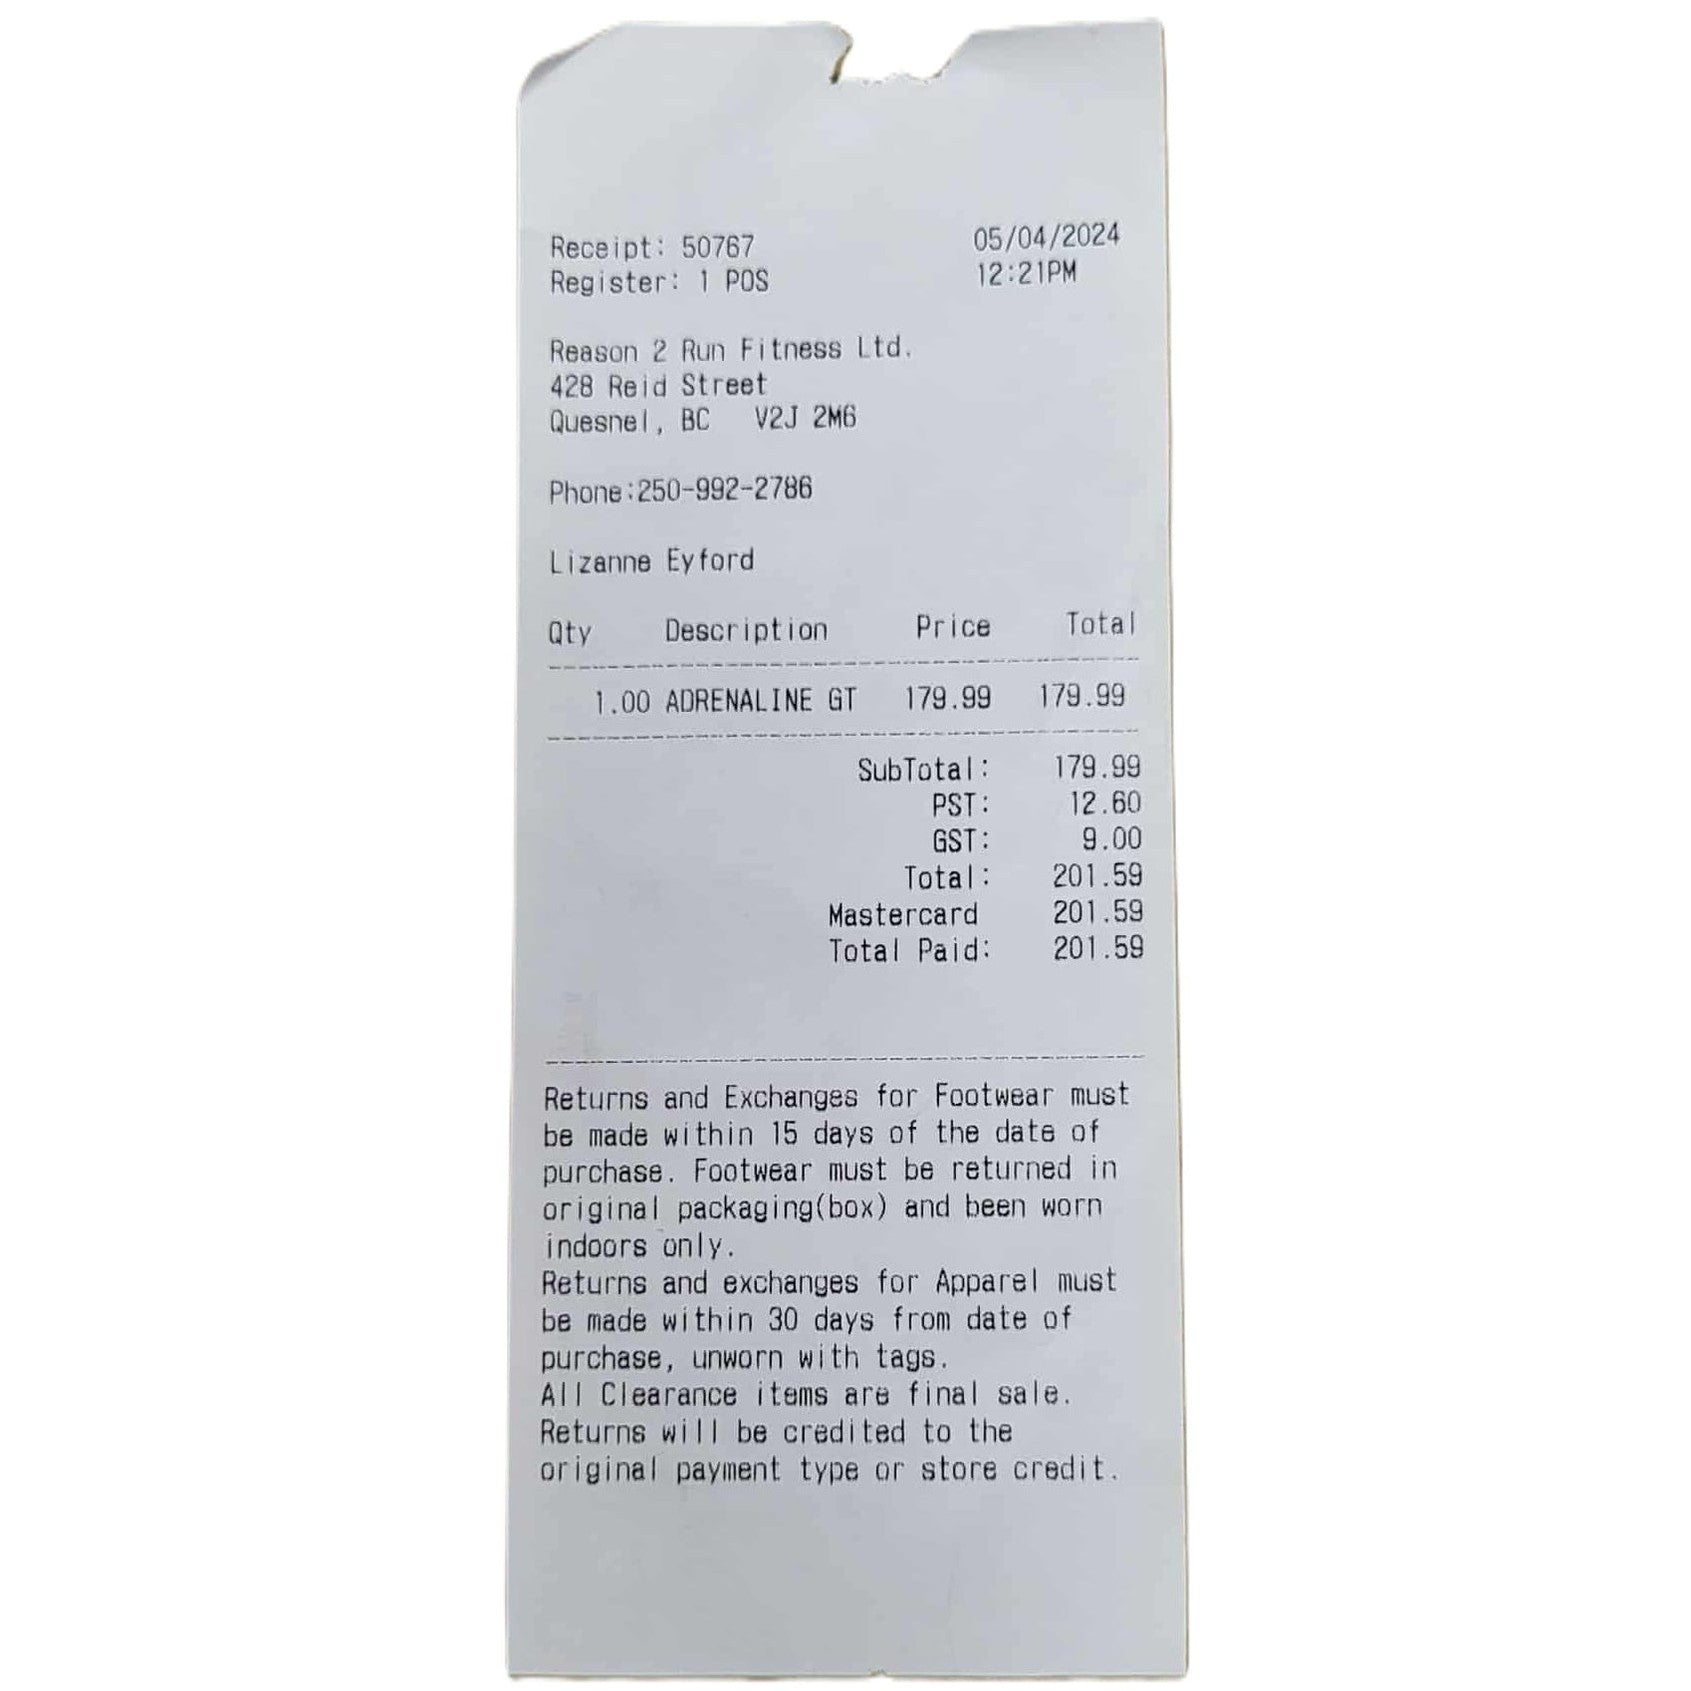 Receipt: 50767 05/04/2024
Register: 1 POS 12:21PM
Reason 2 Run Fitness Ltd.
428 Reid Street
Quesnel, BC V2J 2M6
Phone:250-992-2786
Lizanne Eyford
Qty Description Price Total
1.00 ADRENALINE GT 179.99 179.99
SubTotal: 179.99
PST: 12.60
GST: 9.00
Total: 201.59
Mastercard 201.59
Total Paid: 201.59
Returns and Exchanges for Footwear must
be made within 15 days of the date of
purchase. Footwear must be returned in
original packaging(box) and been worn
indoors only.
Returns and exchanges for Apparel must
be made within 30 days from date of
purchase, unworn with tags.
All Clearance items are final sale.
Returns will be credited to the
original payment type or store credit.